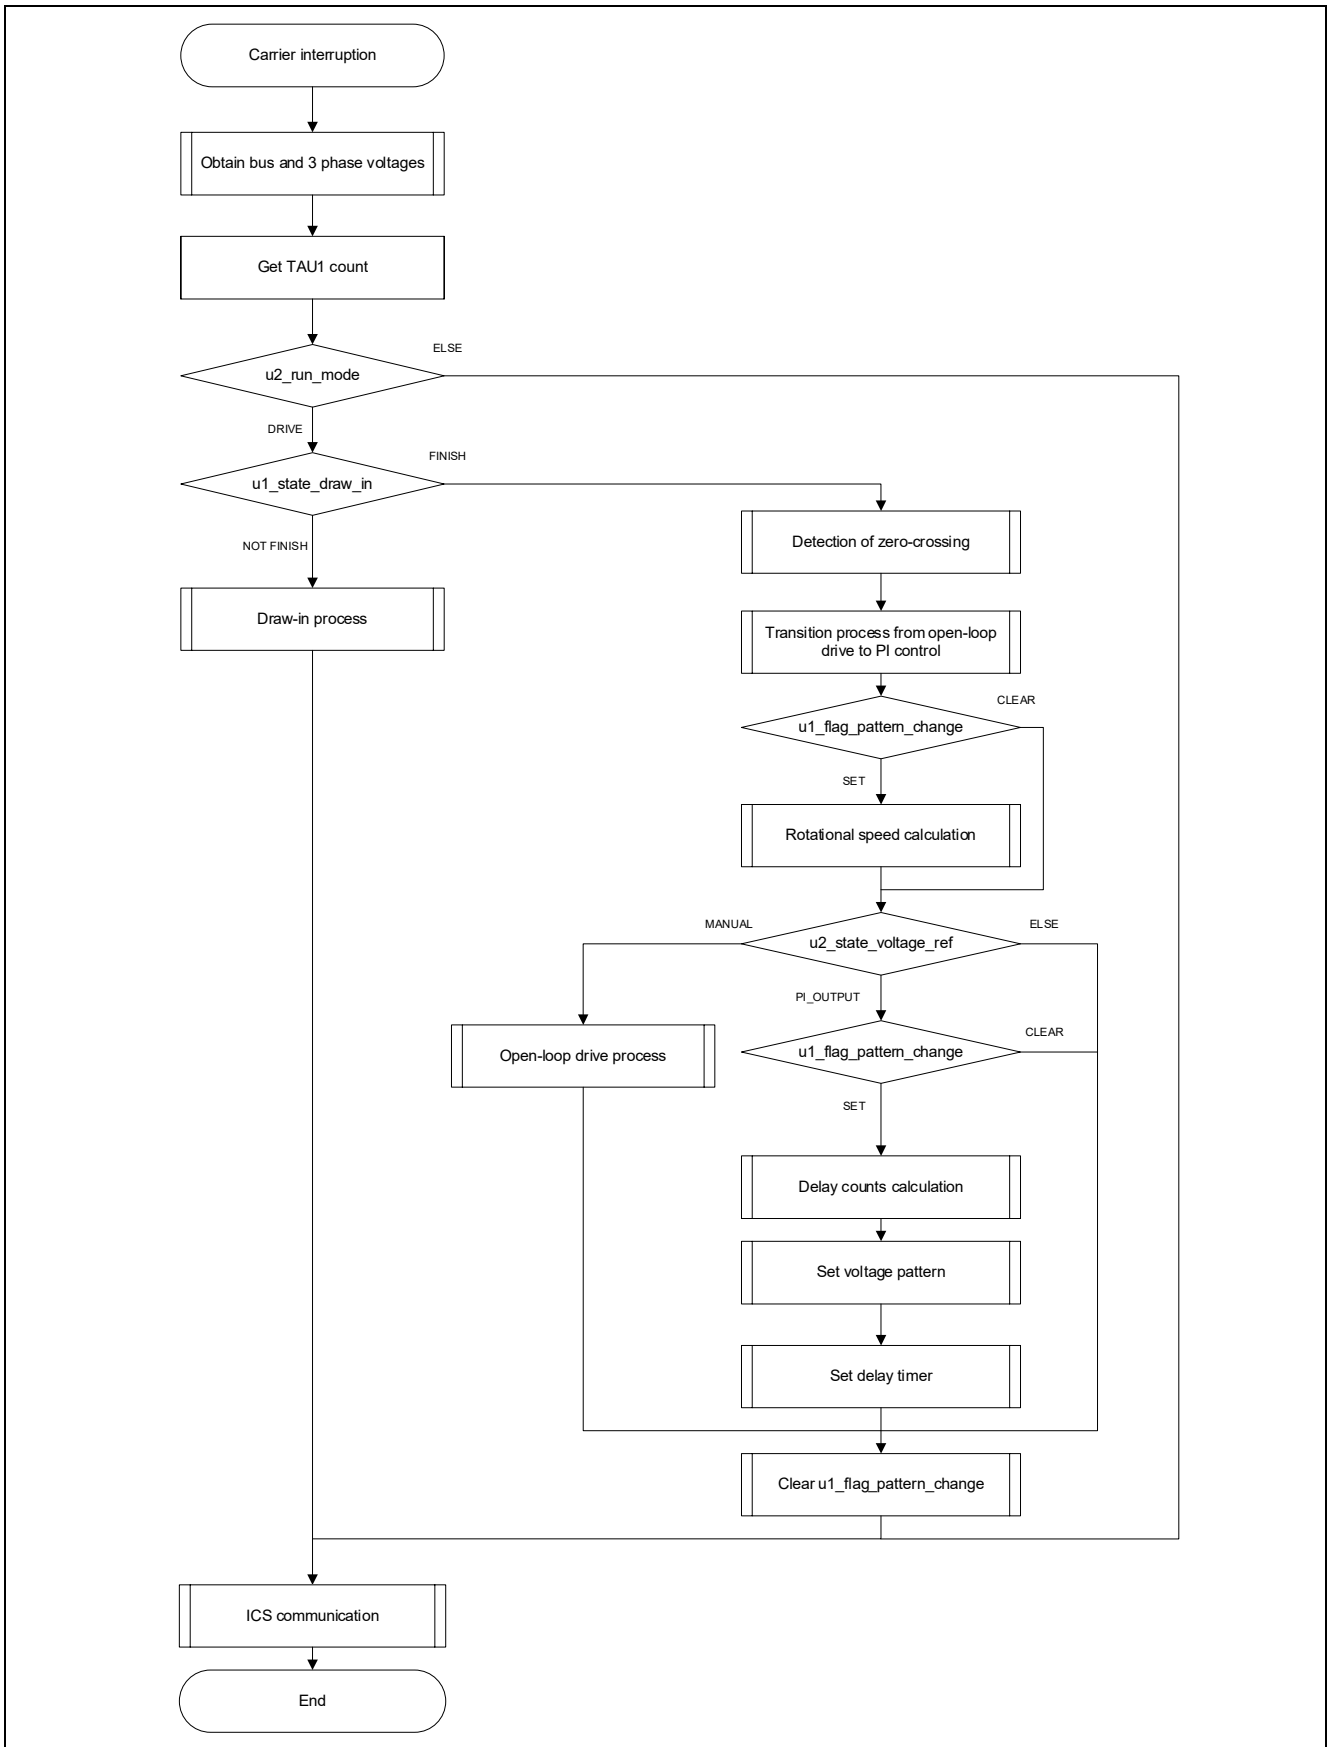 Carrier interruption
Obtain bus and 3 phase voltages
Get TAU1 count
ELSE
u2_run_mode
DRIVE
FINISH
u1_state_draw_in
NOT FINISH
Detection of zero-crossing
Draw-in process
Transition process from open-loop
drive to PI control
CLEAR
u1_flag_pattern_change
SET
Rotational speed calculation
MANUAL
ELSE
u2_state_voltage_ref
PI_OUTPUT
CLEAR
Open-loop drive process
u1_flag_pattern_change
SET
Delay counts calculation
Set voltage pattern
Set delay timer
Clear u1_flag_pattern_change
ICS communication
End